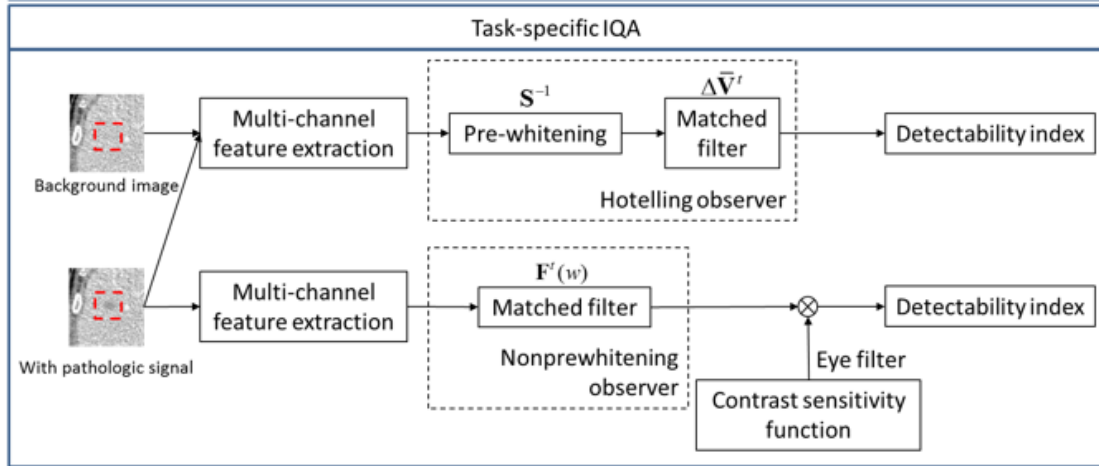 Task-specific IQA
Background image
Multi-channel
feature extraction
S⁻¹
Pre-whitening
ΔV̄ᵗ
Matched
filter
Hotelling observer
Detectability index
With pathologic signal
Multi-channel
feature extraction
Fᵗ(w)
Matched filter
Nonprewhitening
observer
Eye filter
Contrast sensitivity
function
Detectability index